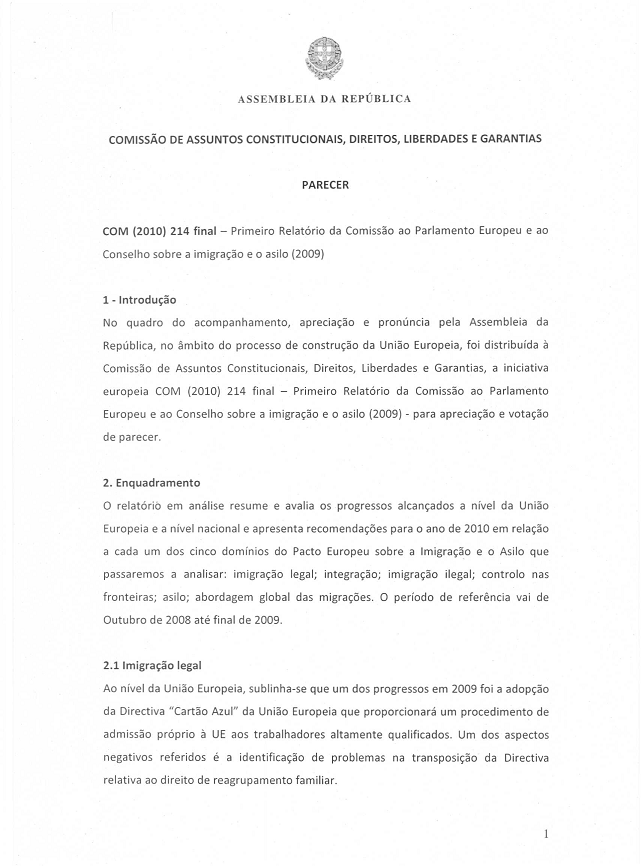 ASSEMBLEIA DA REPÚBLICA
COMISSÃO DE ASSUNTOS CONSTITUCIONAIS, DIREITOS, LIBERDADES E GARANTIAS
PARECER
COM (2010) 214 final – Primeiro Relatório da Comissão ao Parlamento Europeu e ao
Conselho sobre a imigração e o asilo (2009)
1 - Introdução
No quadro do acompanhamento, apreciação e pronúncia pela Assembleia da
República, no âmbito do processo de construção da União Europeia, foi distribuída à
Comissão de Assuntos Constitucionais, Direitos, Liberdades e Garantias, a iniciativa
europeia COM (2010) 214 final – Primeiro Relatório da Comissão ao Parlamento
Europeu e ao Conselho sobre a imigração e o asilo (2009) - para apreciação e votação
de parecer.
2. Enquadramento
O relatório em análise resume e avalia os progressos alcançados a nível da União
Europeia e a nível nacional e apresenta recomendações para o ano de 2010 em relação
a cada um dos cinco domínios do Pacto Europeu sobre a Imigração e o Asilo que
passaremos a analisar: imigração legal; integração; imigração ilegal; controlo nas
fronteiras; asilo; abordagem global das migrações. O período de referência vai de
Outubro de 2008 até final de 2009.
2.1 Imigração legal
Ao nível da União Europeia, sublinha-se que um dos progressos em 2009 foi a adopção
da Directiva “Cartão Azul” da União Europeia que proporcionará um procedimento de
admissão próprio à UE aos trabalhadores altamente qualificados. Um dos aspectos
negativos referidos é a identificação de problemas na transposição da Directiva
relativa ao direito de reagrupamento familiar.
1